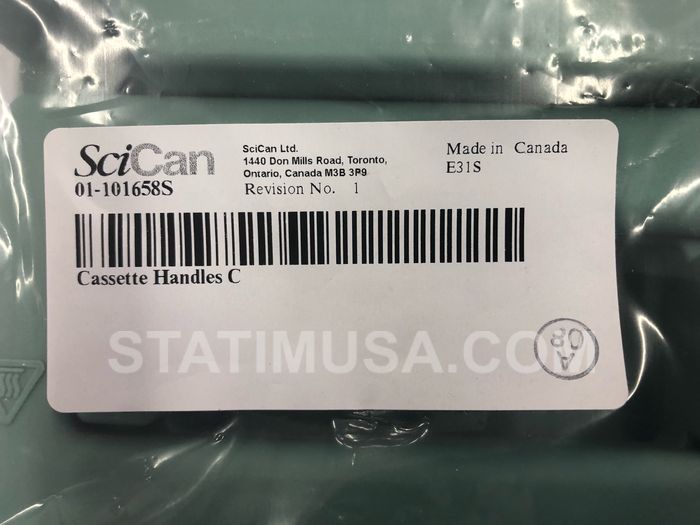 SciCan
01-101658S
SciCan Ltd.
1440 Don Mills Road, Toronto,
Ontario, Canada M3B 3P9
Revision No. 1
Made in Canada
E31S
Cassette Handles C
STATIMUSA.COM
A
08